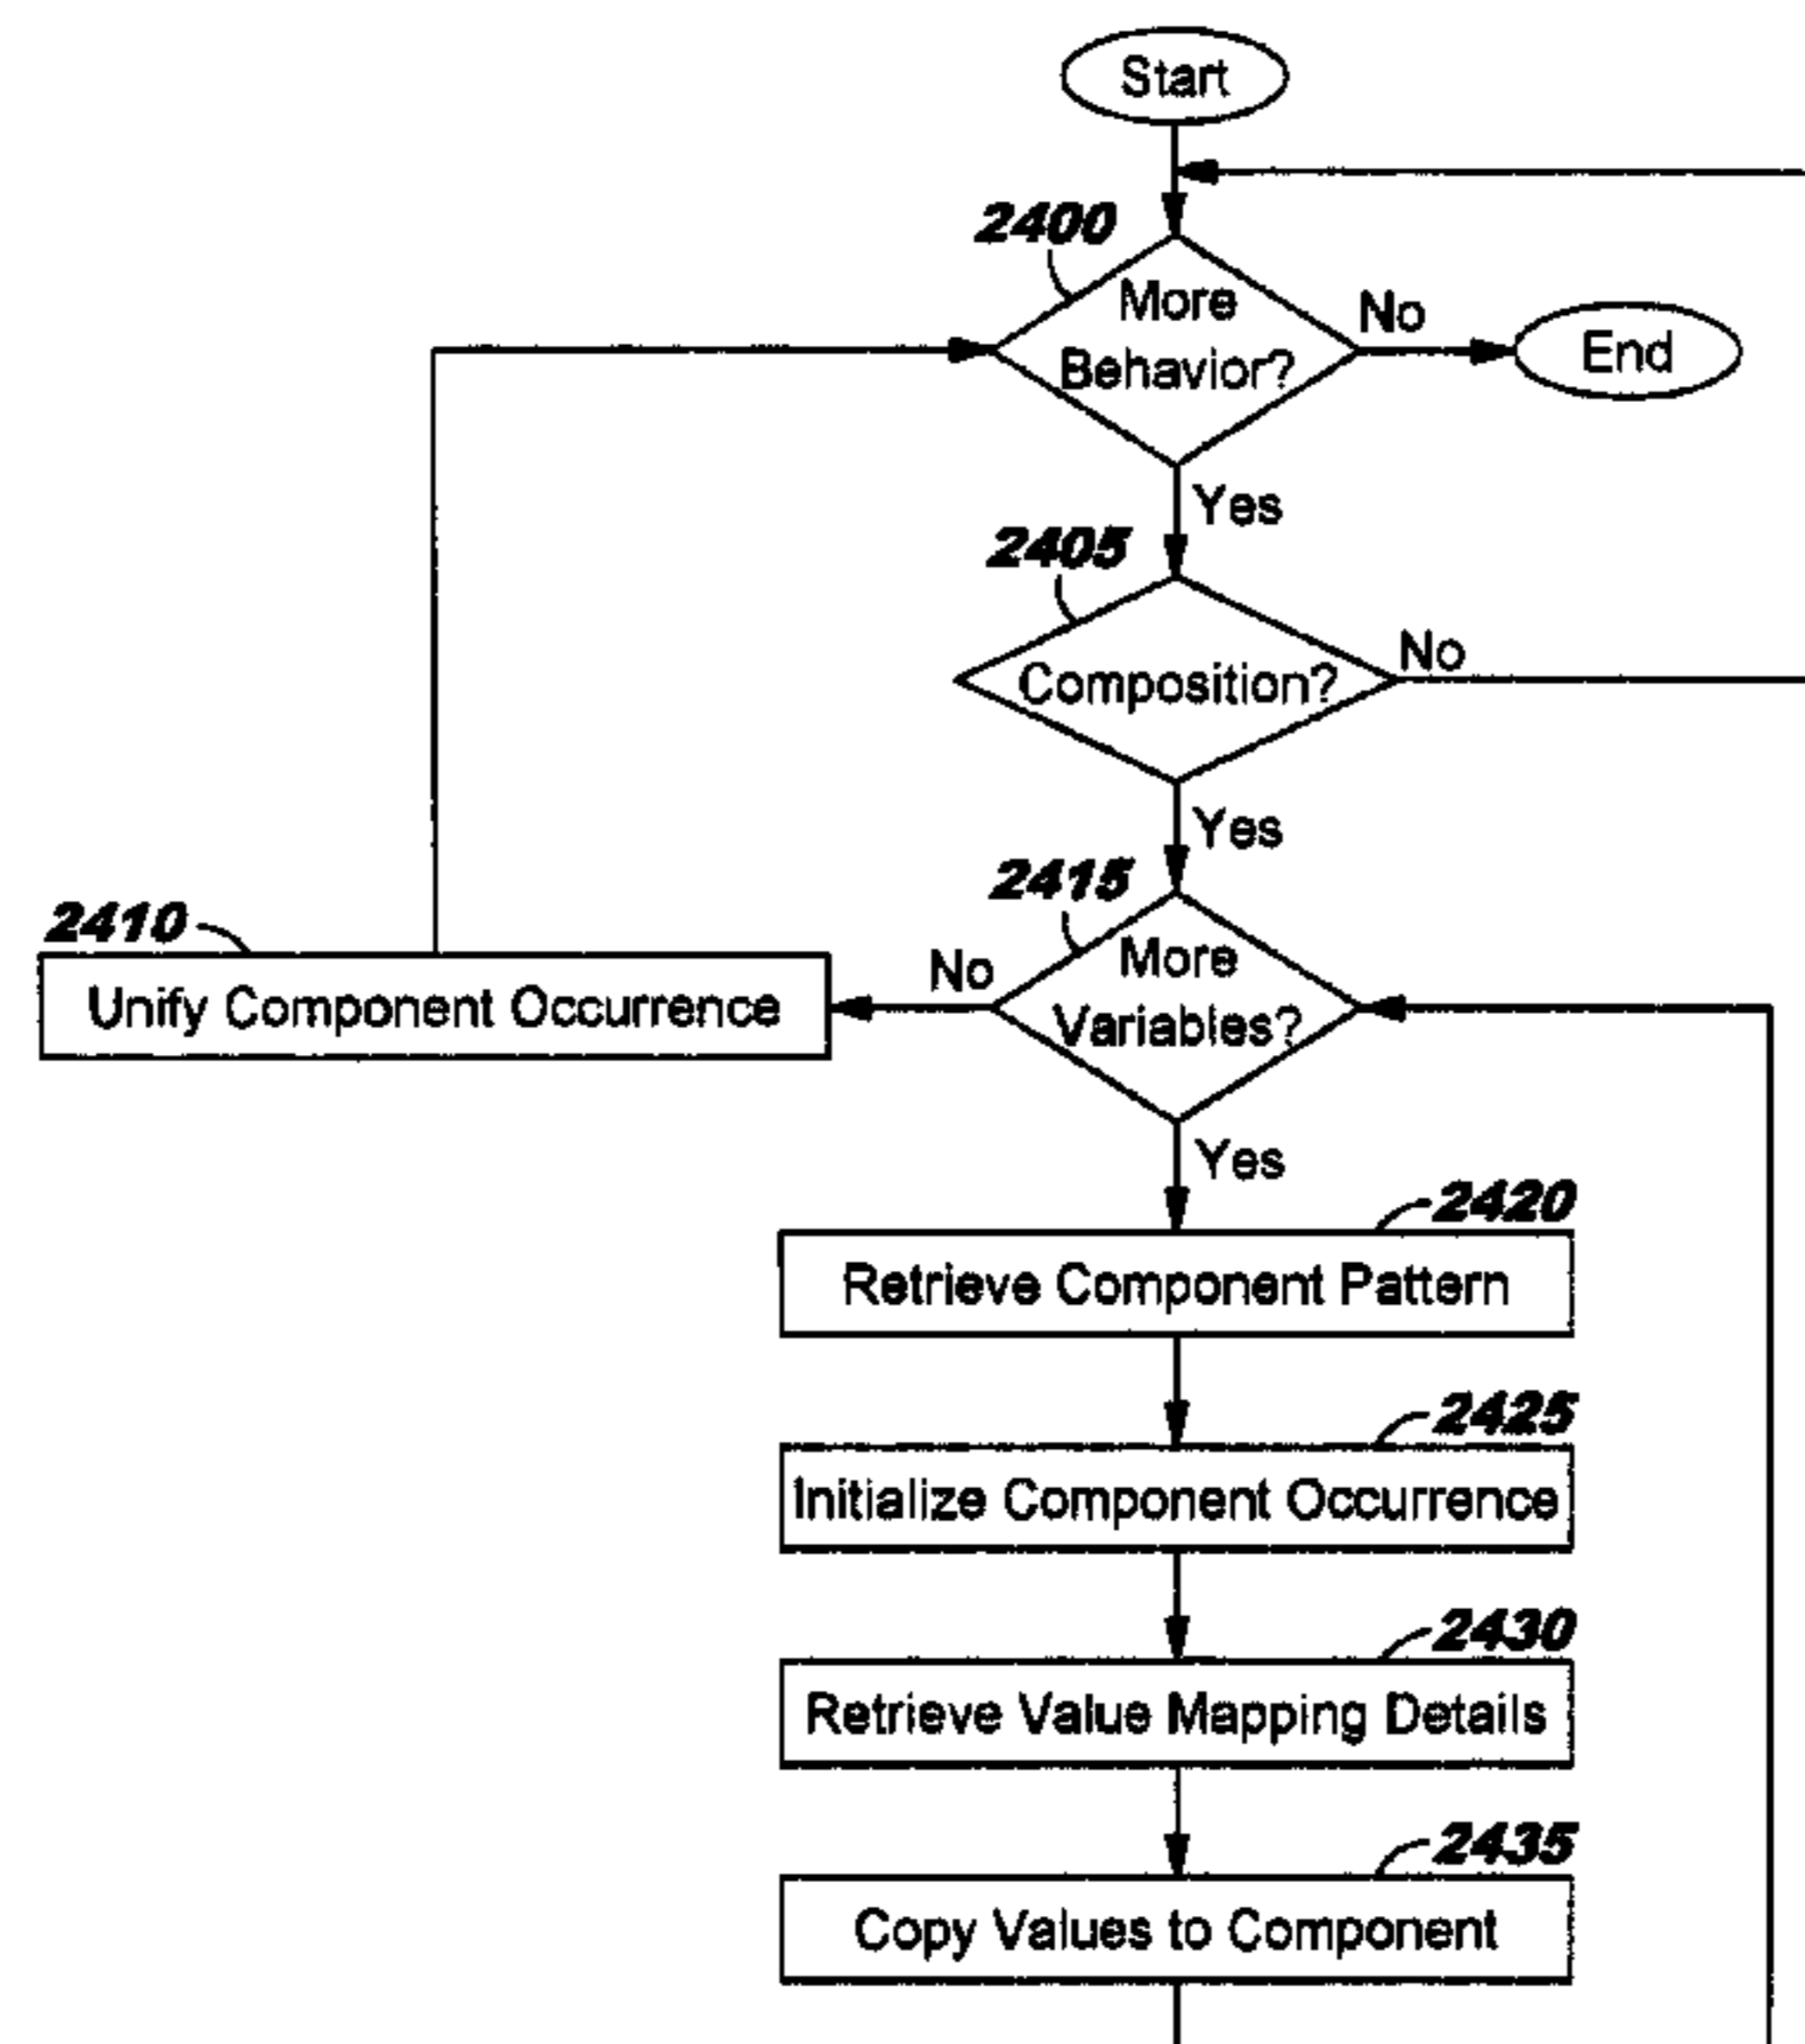 Start
2400
More
Behavior?
No
End
Yes
2405
Composition?
No
Yes
2415
More
Variables?
No
2410
Unify Component Occurrence
Yes
2420
Retrieve Component Pattern
2425
Initialize Component Occurrence
2430
Retrieve Value Mapping Details
2435
Copy Values to Component